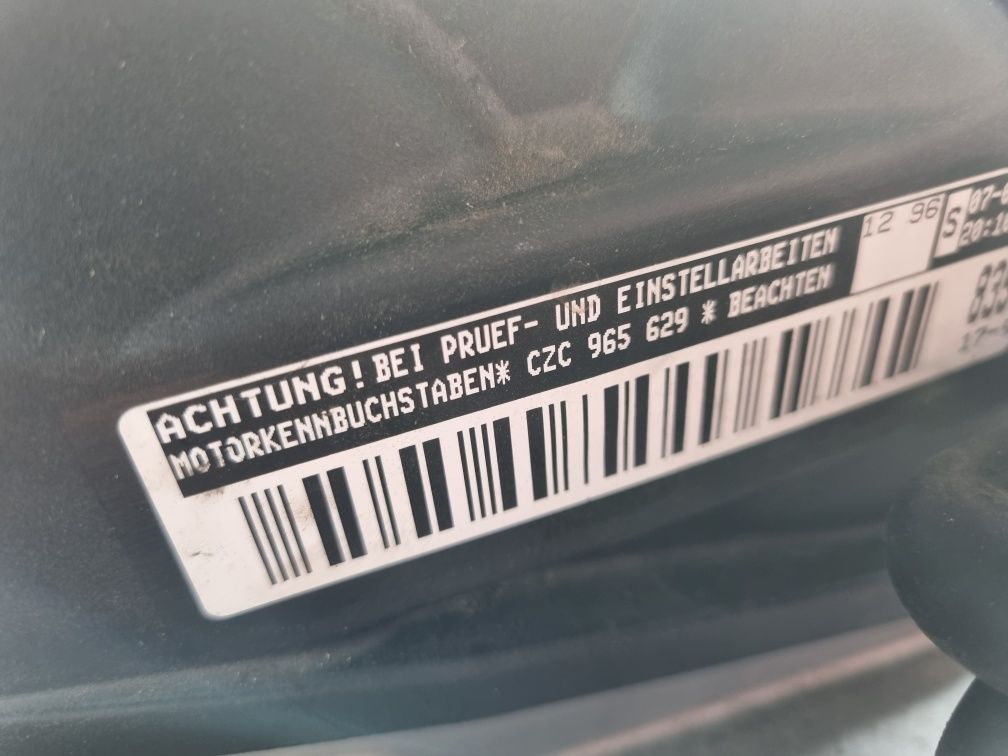 ACHTUNG! BEI PRUEF- UND EINSTELLARBEITEN
MOTORKENNBUCHSTABEN* CZC 965 629 * BEACHTEN
12 96
S